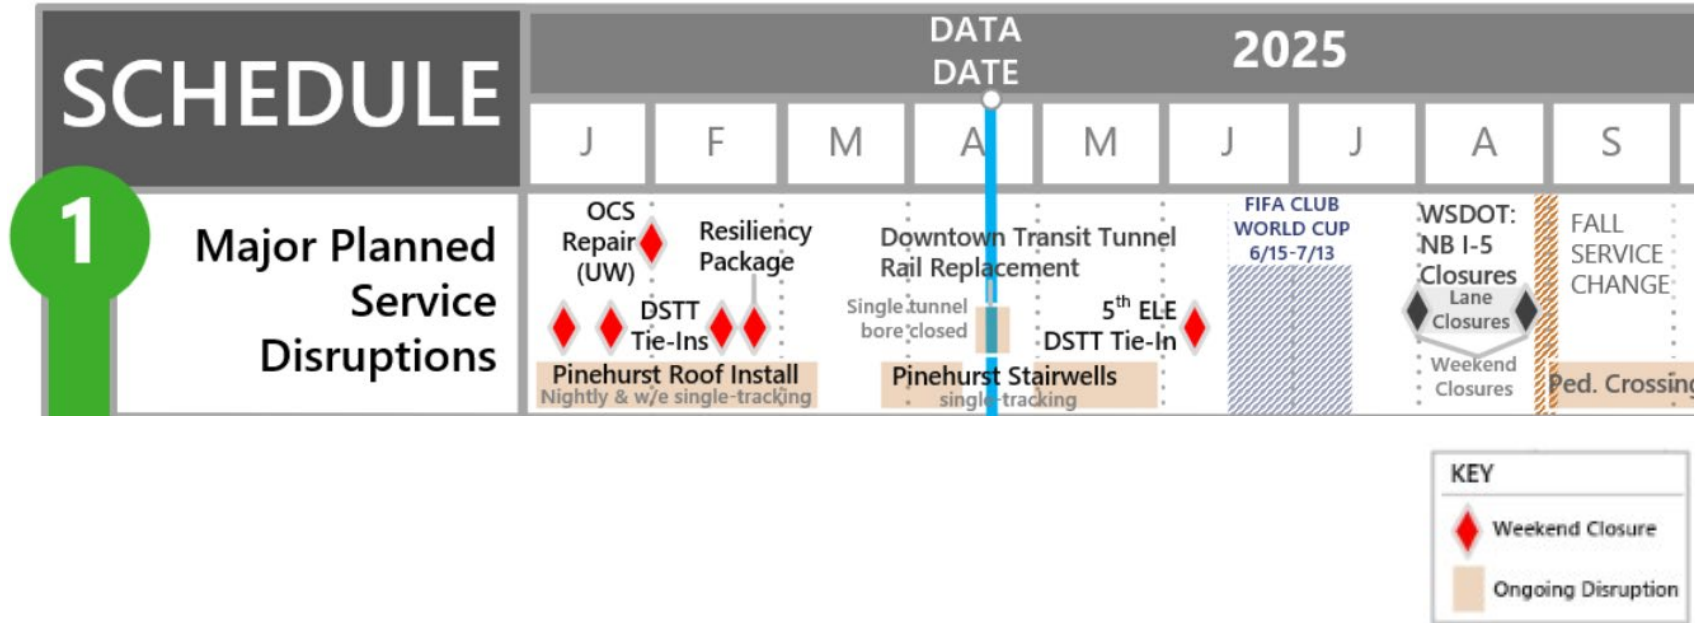 SCHEDULE
DATA
DATE
2025
J F M A M J J A S
1
Major Planned
Service
Disruptions
OCS
Repair
(UW)
Resiliency
Package
DSTT
Tie-Ins
Pinehurst Roof Install
Nightly & w/e single-tracking
Downtown Transit Tunnel
Rail Replacement
Single tunnel
bore closed
Pinehurst Stairwells
single-tracking
5th ELE
DSTT Tie-In
FIFA CLUB
WORLD CUP
6/15-7/13
WSDOT:
NB I-5
Closures
Lane
Closures
Weekend
Closures
FALL
SERVICE
CHANGE
Ped. Crossing
KEY
Weekend Closure
Ongoing Disruption